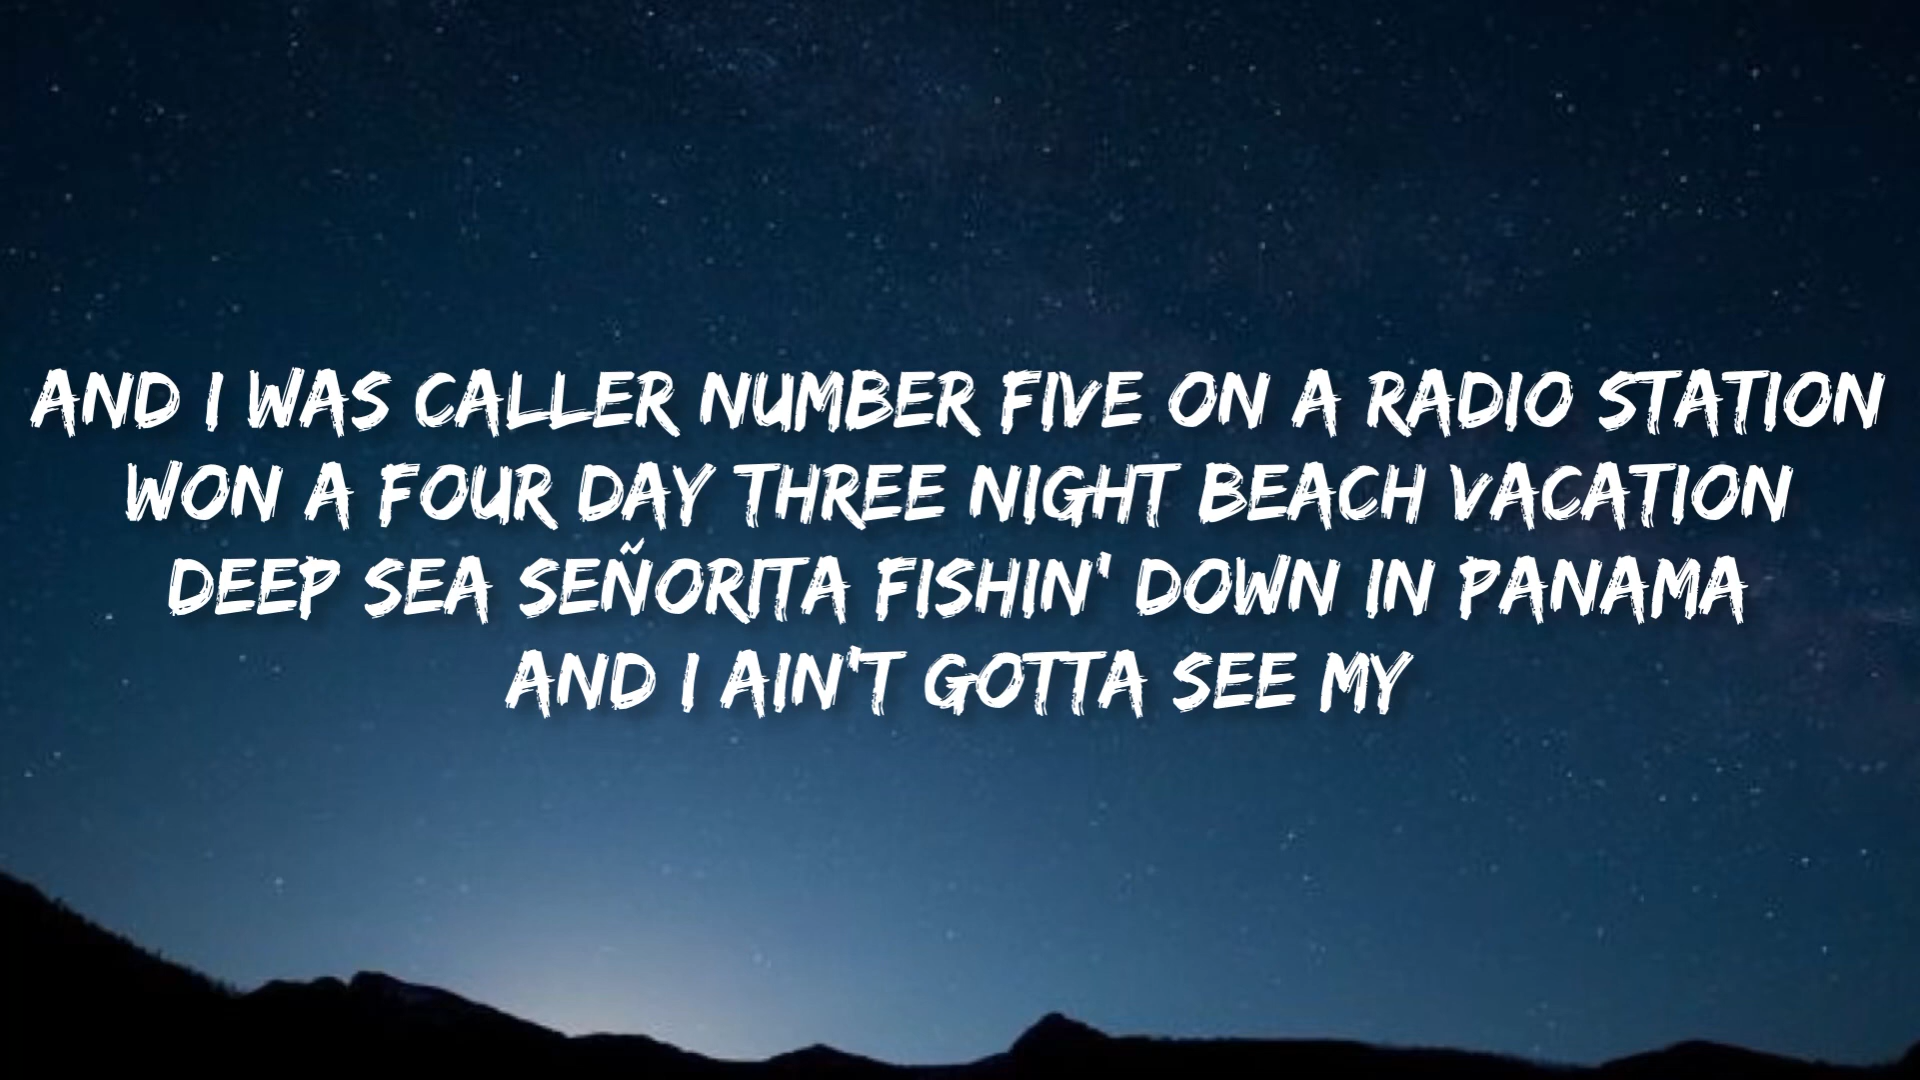 AND I WAS CALLER NUMBER FIVE ON A RADIO STATION
WON A FOUR DAY THREE NIGHT BEACH VACATION
DEEP SEA SEÑORITA FISHIN' DOWN IN PANAMA
AND I AIN'T GOTTA SEE MY